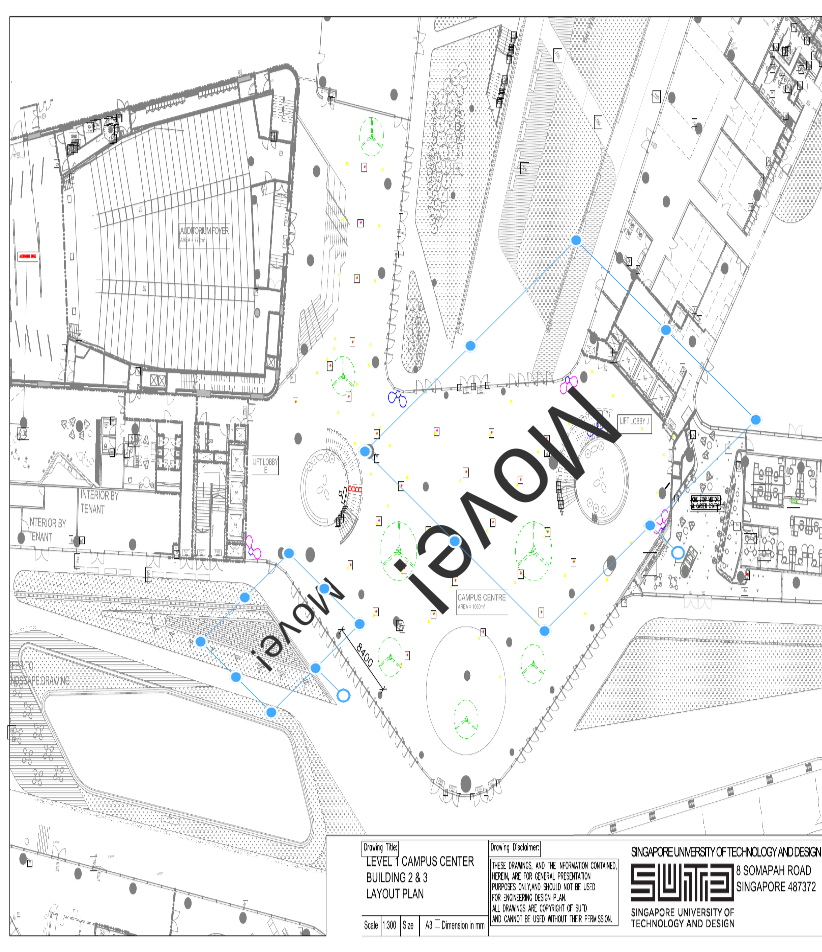 AUDITORIUM FOYER
LIFT LOBBY J
LIFT LOBBY
INTERIOR BY
TENANT
NTERIOR BY
ENANT
Move!
Move!
CAMPUS CENTRE
8400
Drawing Title:
LEVEL 1 CAMPUS CENTER
BUILDING 2 & 3
LAYOUT PLAN
Scale 1:300 Size A3 Dimension in mm
Drawing Disclaimer:
THESE DRAWINGS, AND THE INFORMATION CONTAINED,
HEREIN, ARE FOR GENERAL PRESENTATION
PURPOSES ONLY,AND SHOULD NOT BE USED
FOR ENGINEERING DESIGN PLAN.
ALL DRAWINGS ARE COPYRIGHT OF SUTD
AND CANNOT BE USED WITHOUT THEIR PERMISSION.
SINGAPORE UNIVERSITY OF TECHNOLOGY AND DESIGN
8 SOMAPAH ROAD
SINGAPORE 487372
SUTD
SINGAPORE UNIVERSITY OF
TECHNOLOGY AND DESIGN